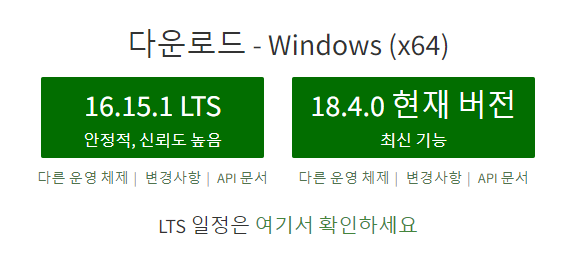 다운로드 - Windows (x64)
16.15.1 LTS
안정적, 신뢰도 높음
18.4.0 현재 버전
최신 기능
다른 운영 체제 | 변경사항 | API 문서
다른 운영 체제 | 변경사항 | API 문서
LTS 일정은 여기서 확인하세요